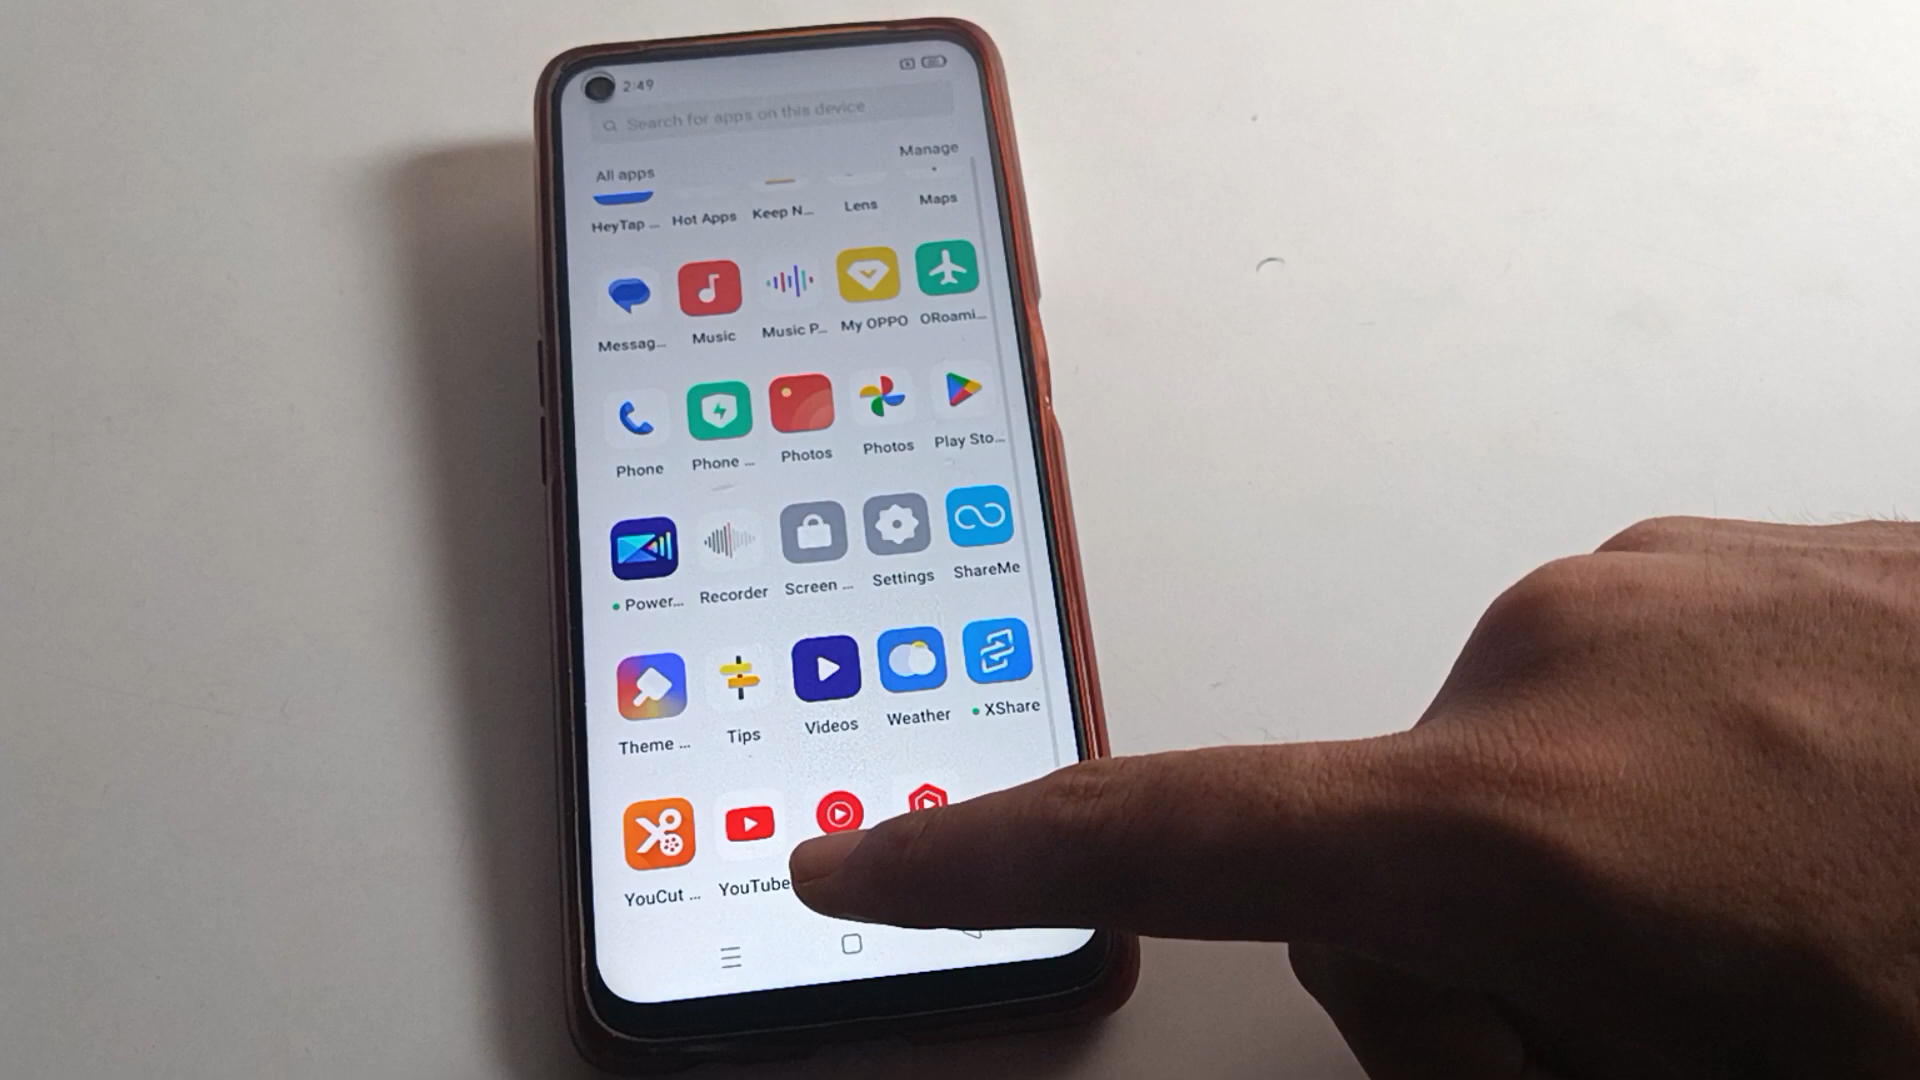 2:49
Search for apps on this device
All apps
Manage
HeyTap ... Hot Apps Keep N... Lens Maps
Messag... Music Music P... My OPPO ORoami...
Phone Phone ... Photos Photos Play Sto...
Power... Recorder Screen ... Settings ShareMe
Theme ... Tips Videos Weather XShare
YouCut ... YouTube